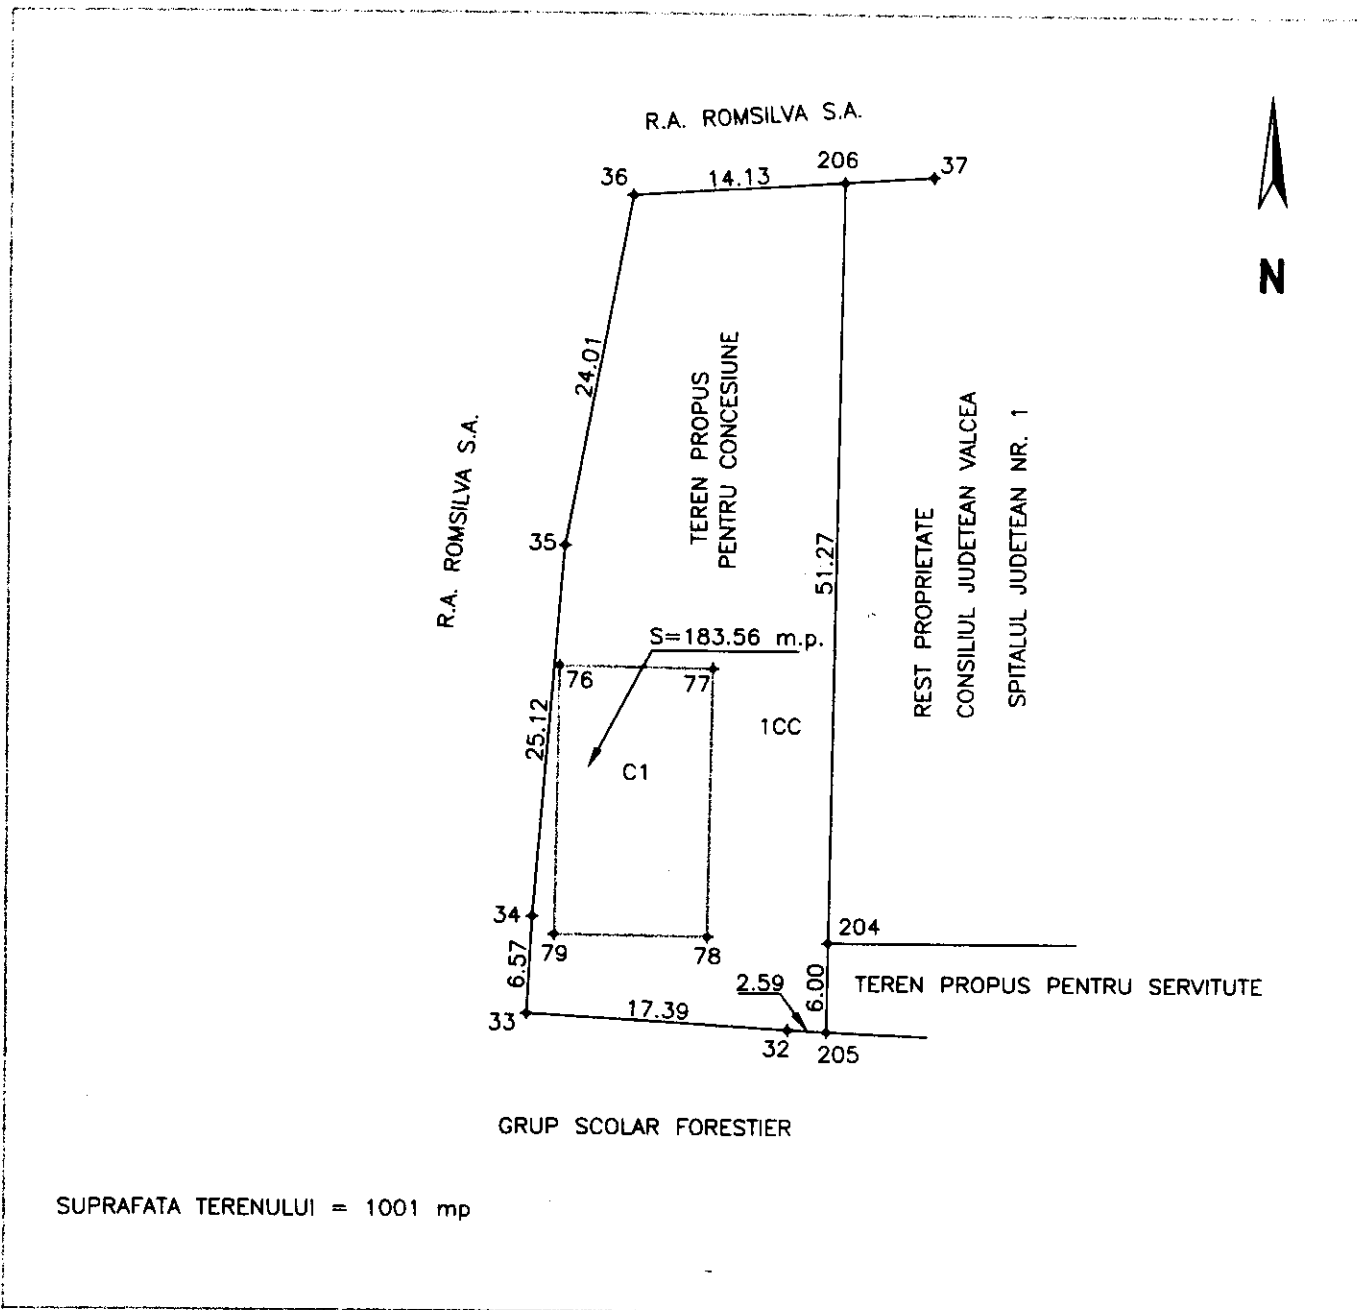 R.A. ROMSILVA S.A.
36
14.13
206
37
N
24.01
TEREN PROPUS
PENTRU CONCESIUNE
R.A. ROMSILVA S.A.
35
51.27
REST PROPRIETATE
CONSILIUL JUDETEAN VALCEA
SPITALUL JUDETEAN NR. 1
S=183.56 m.p.
76
77
25.12
1CC
C1
34
79
78
204
6.57
2.59
6.00
TEREN PROPUS PENTRU SERVITUTE
33
17.39
32
205
GRUP SCOLAR FORESTIER
SUPRAFATA TERENULUI = 1001 mp